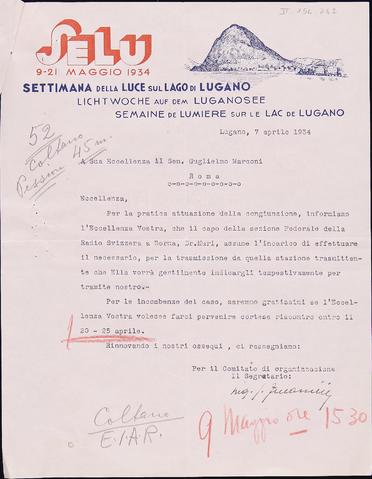 II 156 262
SELU
9-21 MAGGIO 1934
SETTIMANA DELLA LUCE SUL LAGO DI LUGANO
LICHTWOCHE AUF DEM LUGANOSEE
SEMAINE DE LUMIERE SUR LE LAC DE LUGANO
52
Coltano
45 m.
Lugano, 7 aprile 1934
A Sua Eccellenza il Sen. Guglielmo Marconi
Roma
Eccellenza,
Per la pratica attuazione della congiunzione, informiamo
l'Eccellenza Vostra, che il capo della sezione Federale della
Radio Svizzera a Berna, Dr. Muri, assume l'incarico di effettuare
il necessario, per la trasmissione da quella stazione trasmitten-
te che Ella vorrà gentilmente indicargli tempestivamente per
tramite nostro.-
Per le incombenze del caso, saremo gratissimi se l'Eccel-
lenza Vostra volesse farci pervenire cortese riscontro entro il
20 - 25 aprile.
Rinnovando i nostri ossequi, ci rassegniamo:
Per il Comitato di organizzazione
Il Segretario:
Coltano
E.I.A.R.
9 Maggio ore 15 30